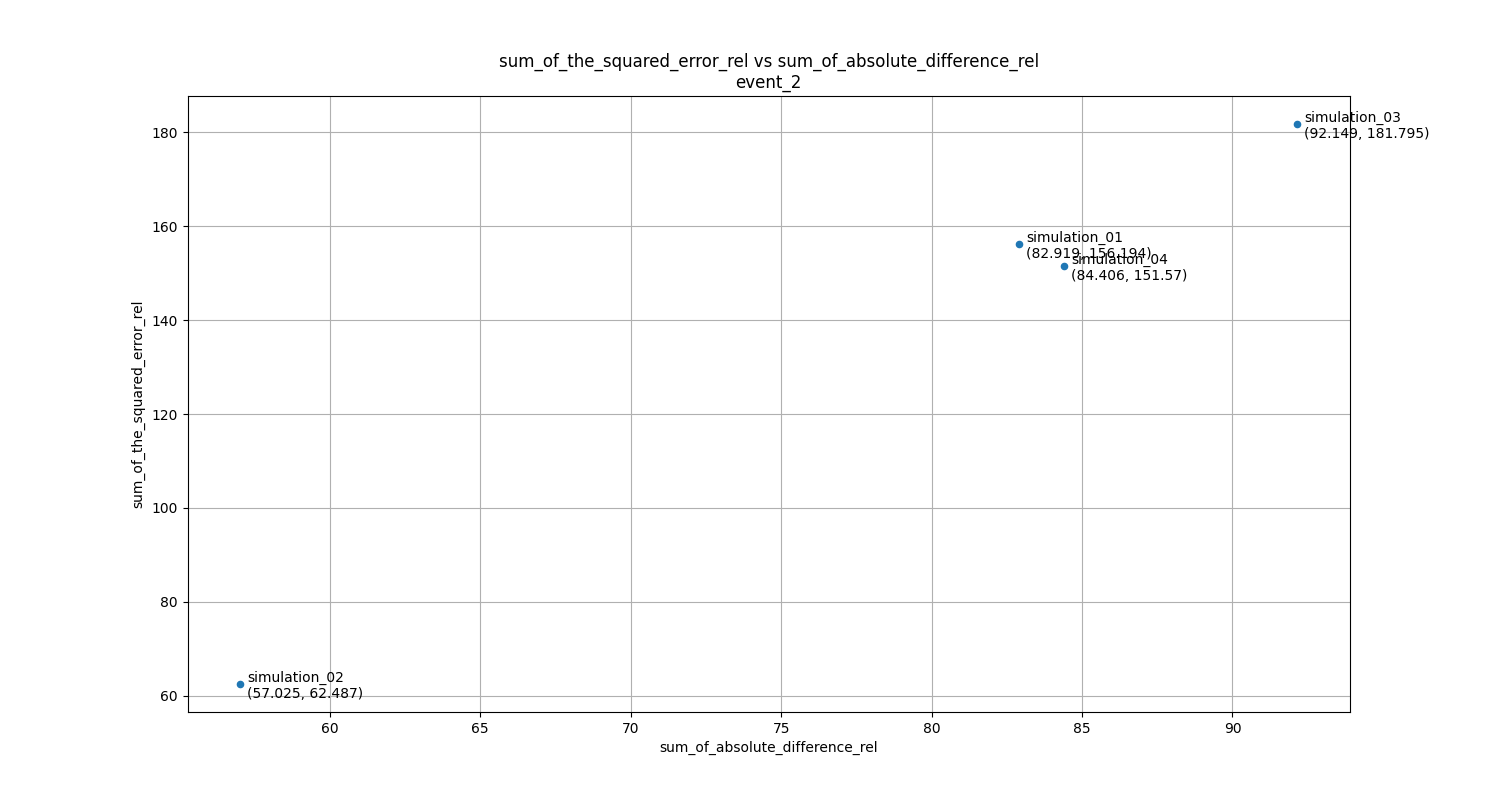 sum_of_the_squared_error_rel vs sum_of_absolute_difference_rel
event_2
sum_of_the_squared_error_rel
180
160
140
120
100
80
60
simulation_03
(92.149, 181.795)
simulation_01
(82.919, 156.194)
simulation_04
(84.406, 151.57)
simulation_02
(57.025, 62.487)
60
65
70
75
80
85
90
sum_of_absolute_difference_rel